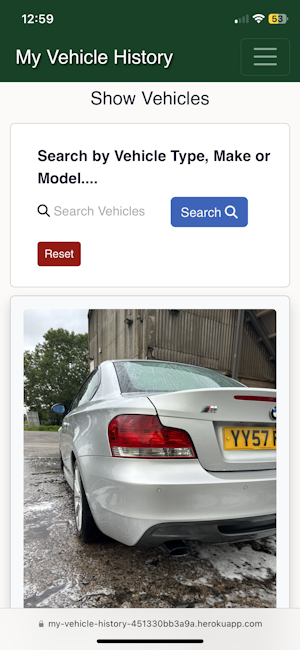 12:59
53
My Vehicle History
Show Vehicles
Search by Vehicle Type, Make or
Model....
Search Vehicles
Search
Reset
YY57
my-vehicle-history-451330bb3a9a.herokuapp.com